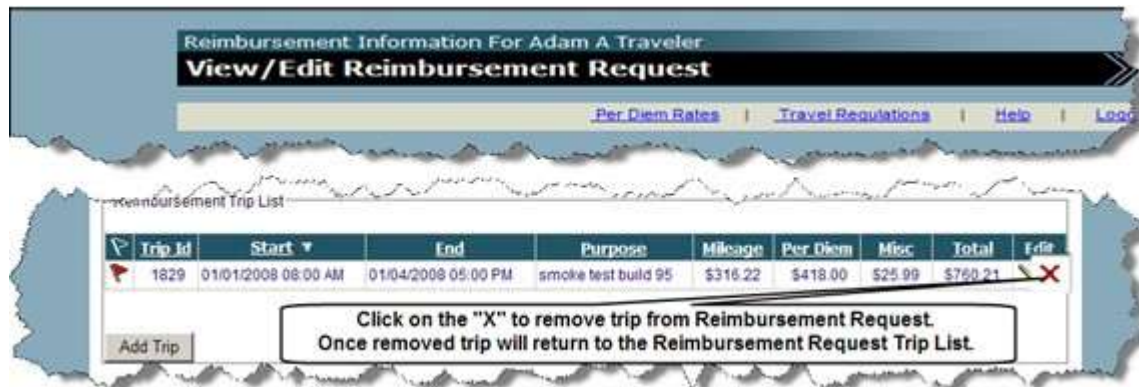 Reimbursement Information For Adam A Traveler
View/Edit Reimbursement Request
Per Diem Rates | Travel Regulations | Help |
Reimbursement Trip List
Trip Id Start ▼ End Purpose Mileage Per Diem Misc Total Edit
1829 01/01/2008 08:00 AM 01/04/2008 05:00 PM smoke test build 95 $316.22 $418.00 $25.99 $760.21
Click on the "X" to remove trip from Reimbursement Request.
Once removed trip will return to the Reimbursement Request Trip List.
Add Trip